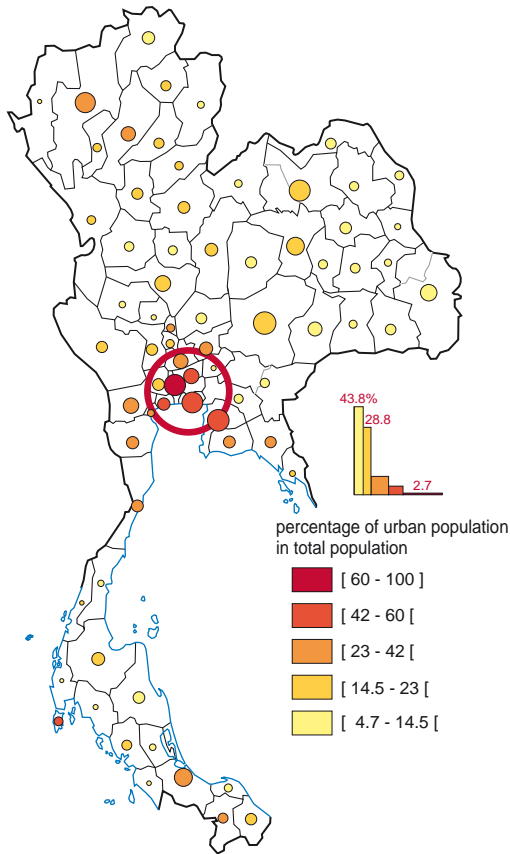 43.8%
28.8
2.7
percentage of urban population
in total population
[ 60 - 100 ]
[ 42 - 60 [
[ 23 - 42 [
[ 14.5 - 23 [
[ 4.7 - 14.5 [